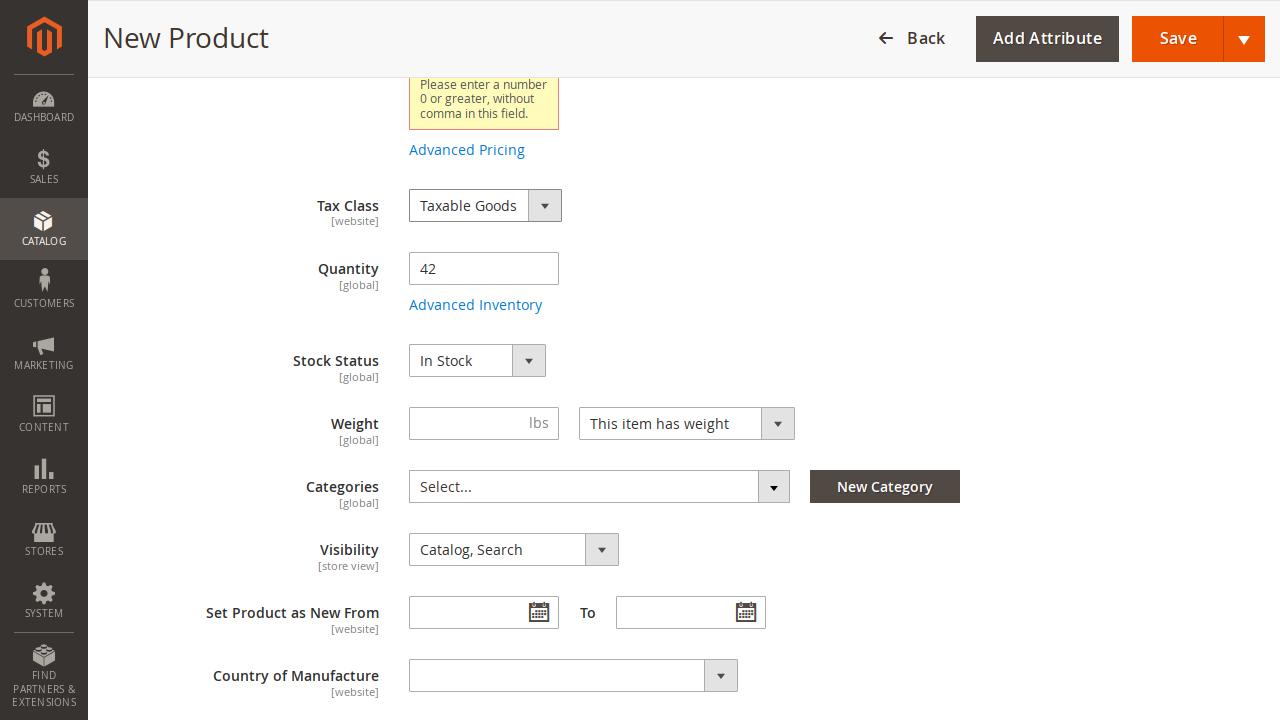 New Product
Back
Add Attribute
Save
DASHBOARD
SALES
CATALOG
CUSTOMERS
MARKETING
CONTENT
REPORTS
STORES
SYSTEM
FIND
PARTNERS &
EXTENSIONS
Please enter a number
0 or greater, without
comma in this field.
Advanced Pricing
Tax Class
[website]
Taxable Goods
Quantity
[global]
42
Advanced Inventory
Stock Status
[global]
In Stock
Weight
[global]
lbs
This item has weight
Categories
[global]
Select...
New Category
Visibility
[store view]
Catalog, Search
Set Product as New From
[website]
To
Country of Manufacture
[website]